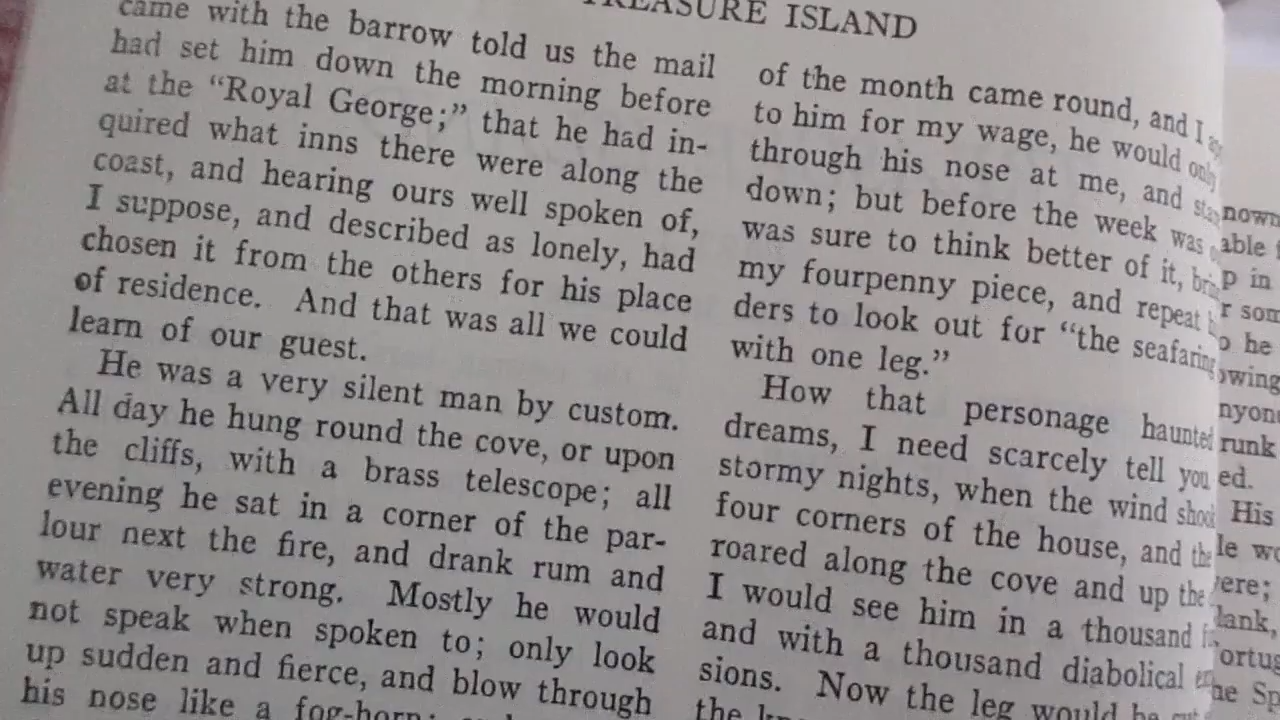 TREASURE ISLAND
came with the barrow told us the mail
had set him down the morning before
at the “Royal George;” that he had in-
quired what inns there were along the
coast, and hearing ours well spoken of,
I suppose, and described as lonely, had
chosen it from the others for his place
of residence. And that was all we could
learn of our guest.
He was a very silent man by custom.
All day he hung round the cove, or upon
the cliffs, with a brass telescope; all
evening he sat in a corner of the par-
lour next the fire, and drank rum and
water very strong. Mostly he would
not speak when spoken to; only look
up sudden and fierce, and blow through
his nose like a fog-horn;
of the month came round, and I
to him for my wage, he would only
through his nose at me, and
down; but before the week was
was sure to think better of it,
my fourpenny piece, and repeat
ders to look out for “the seafaring
with one leg.”
How that personage haunted
dreams, I need scarcely tell you
stormy nights, when the wind
four corners of the house, and the
roared along the cove and up the
I would see him in a thousand
and with a thousand diabolical
sions. Now the leg would be
the
p in
he
ed.
His